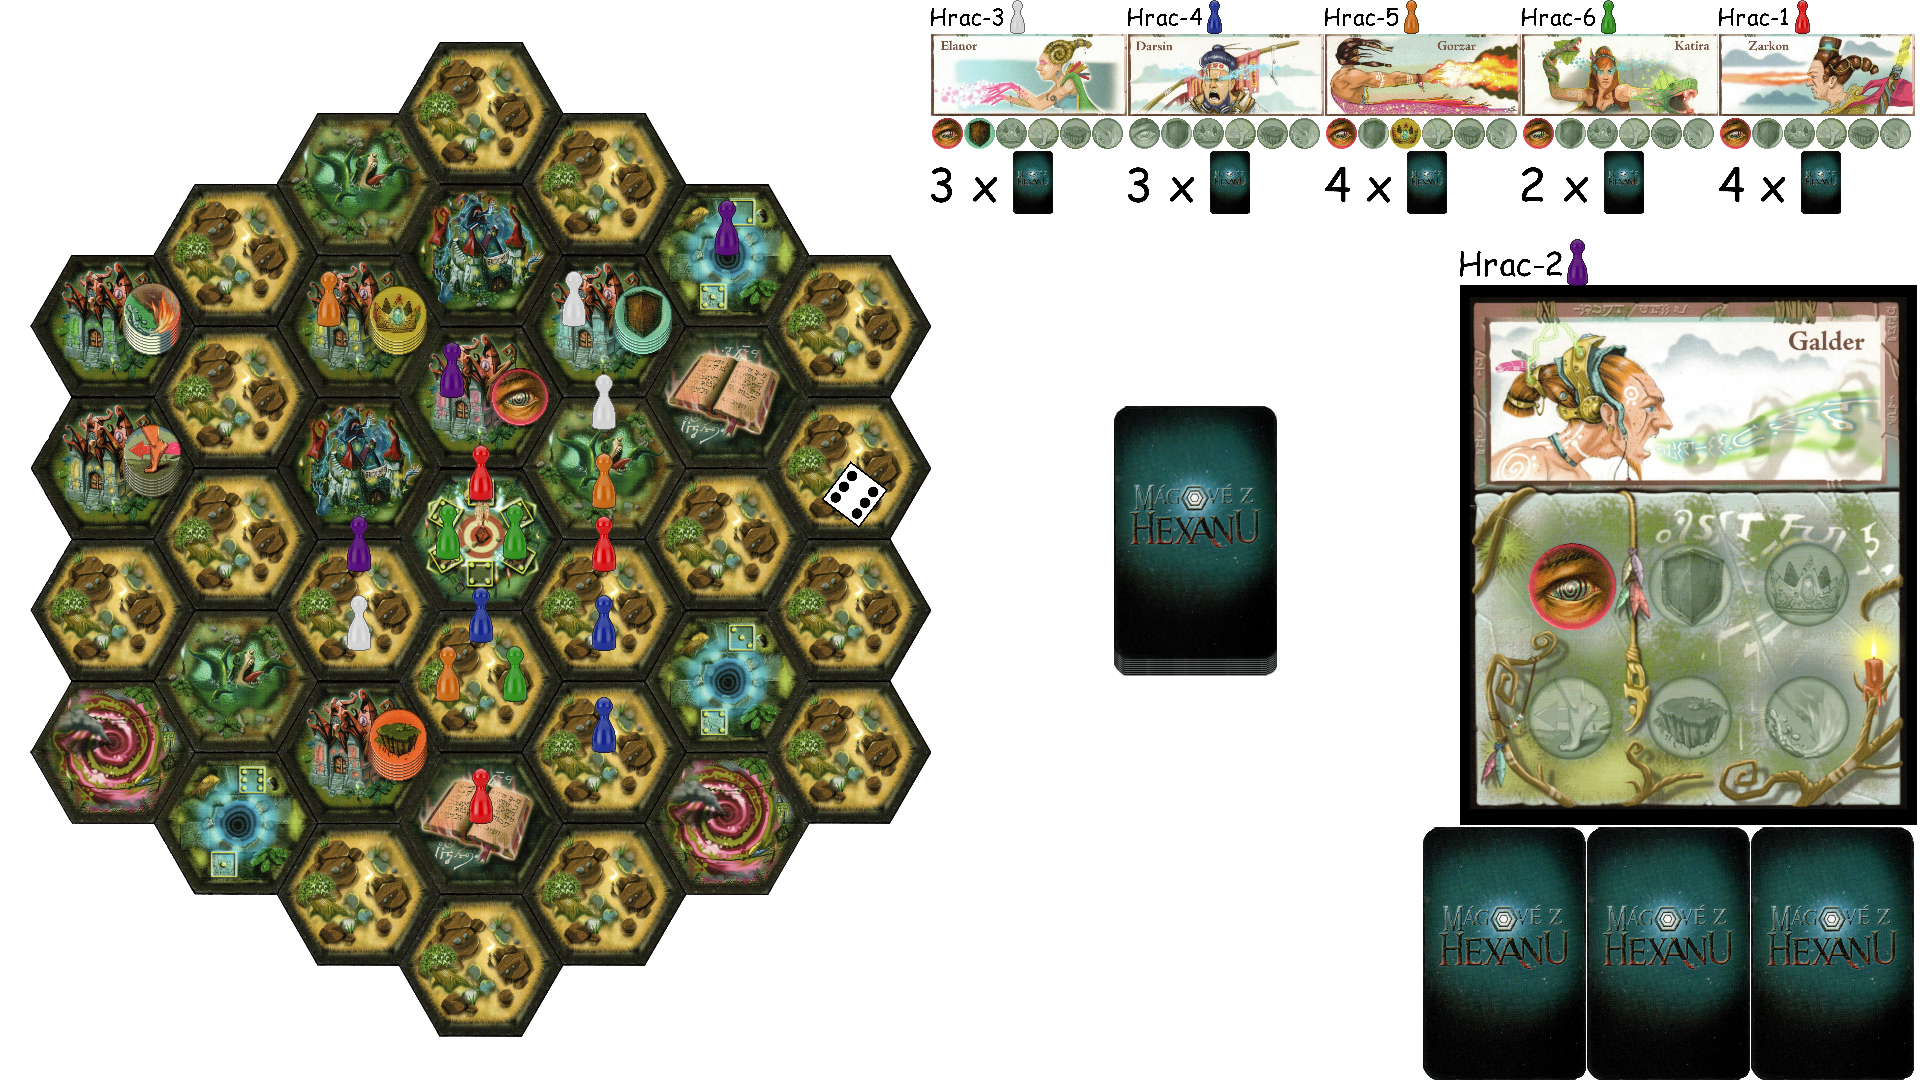 Hrac-3
Hrac-4
Hrac-5
Hrac-6
Hrac-1
Elanor
Darsin
Gorzar
Katira
Zarkon
3 x
3 x
4 x
2 x
4 x
Hrac-2
Galder
MÁGOVÉ Z
HEXANU
MÁGOVÉ Z
HEXANU
MÁGOVÉ Z
HEXANU
MÁGOVÉ Z
HEXANU